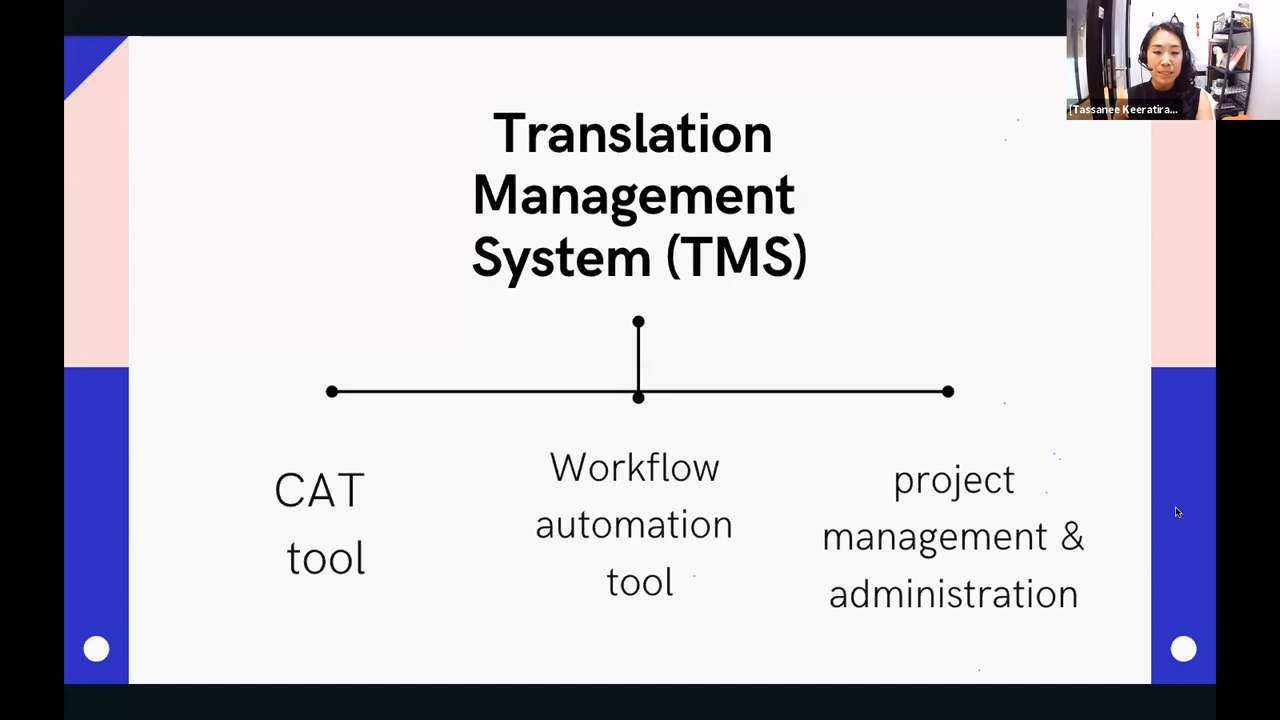 Translation
Management
System (TMS)
CAT
tool
Workflow
automation
tool
project
management &
administration
[Tassanee Keeratira...